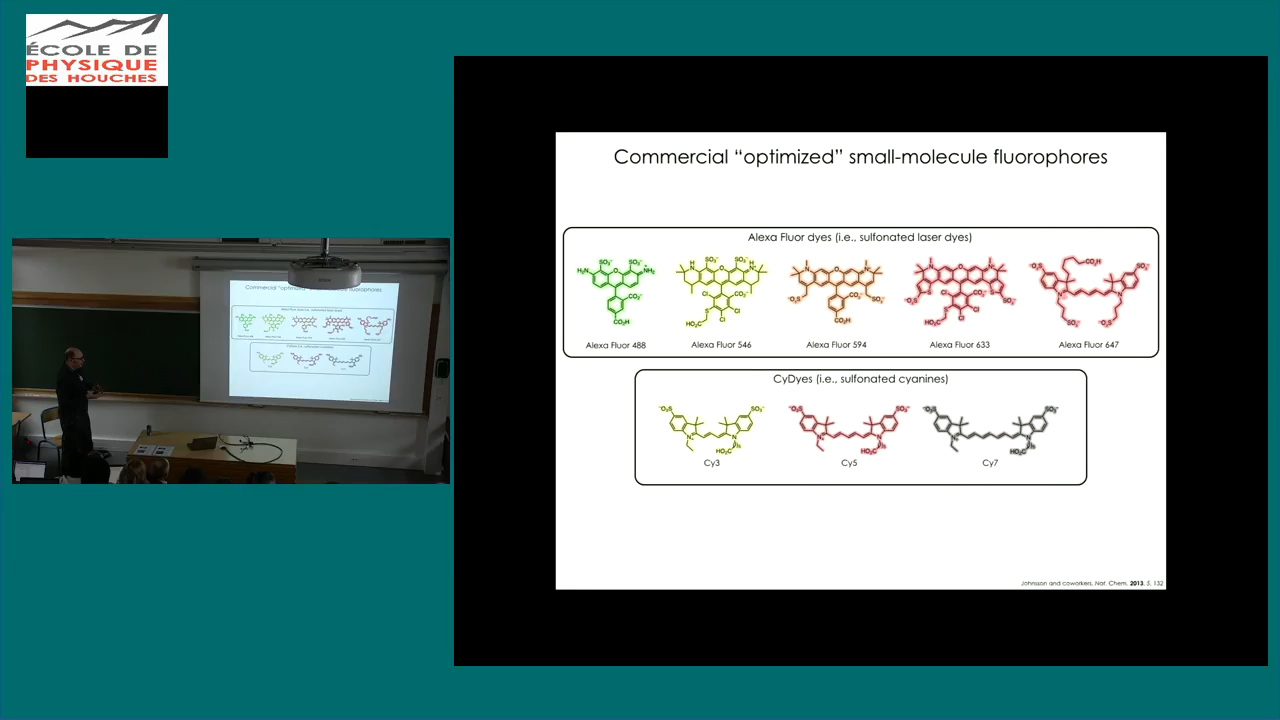 ÉCOLE DE
PHYSIQUE
DES HOUCHES
Commercial “optimized” small-molecule fluorophores
Alexa Fluor dyes (i.e., sulfonated laser dyes)
Alexa Fluor 488
Alexa Fluor 546
Alexa Fluor 594
Alexa Fluor 633
Alexa Fluor 647
CyDyes (i.e., sulfonated cyanines)
Cy3
Cy5
Cy7
Johnsson and coworkers, Nat. Chem. 2013, 5, 132